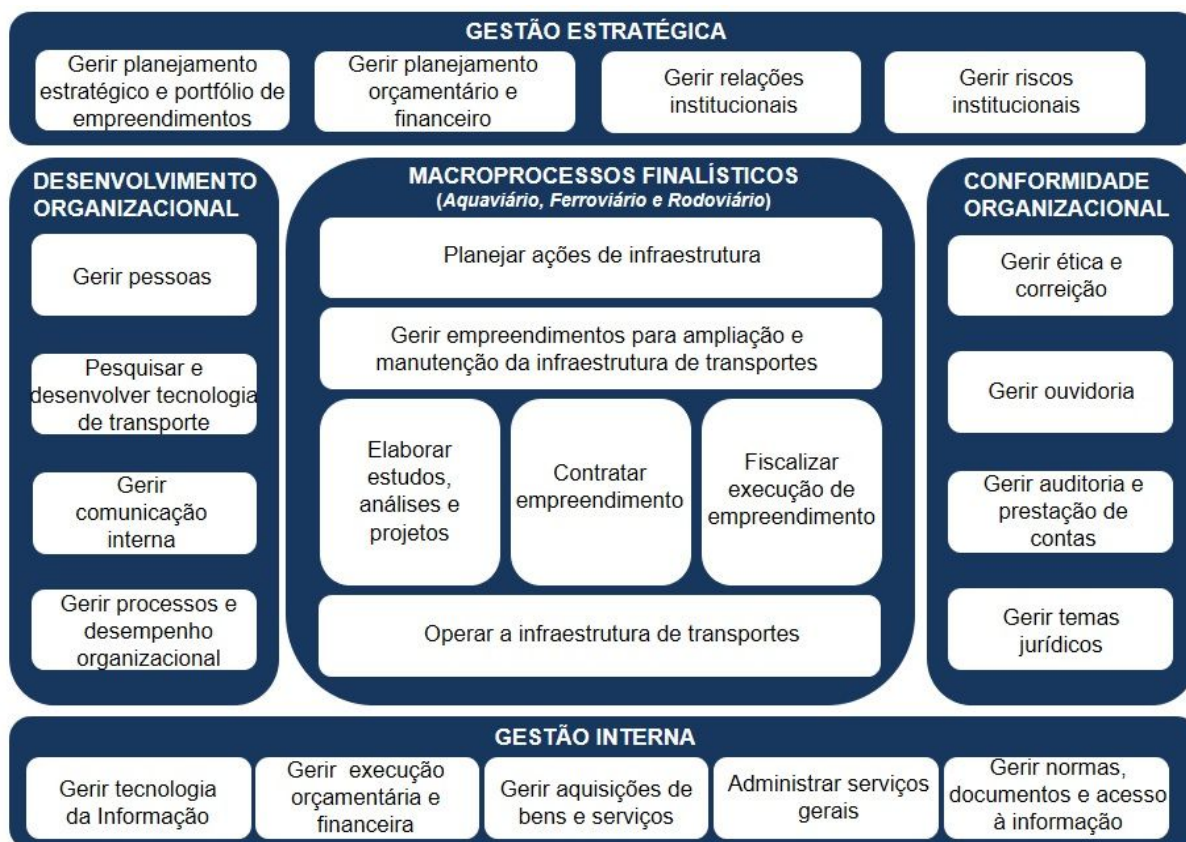 GESTÃO ESTRATÉGICA
Gerir planejamento
estratégico e portfólio de
empreendimentos
Gerir planejamento
orçamentário e
financeiro
Gerir relações
institucionais
Gerir riscos
institucionais
DESENVOLVIMENTO
ORGANIZACIONAL
Gerir pessoas
Pesquisar e
desenvolver tecnologia
de transporte
Gerir
comunicação
interna
Gerir processos e
desempenho
organizacional
MACROPROCESSOS FINALÍSTICOS
(Aquaviário, Ferroviário e Rodoviário)
Planejar ações de infraestrutura
Gerir empreendimentos para ampliação e
manutenção da infraestrutura de transportes
Elaborar
estudos,
análises e
projetos
Contratar
empreendimento
Fiscalizar
execução de
empreendimento
Operar a infraestrutura de transportes
CONFORMIDADE
ORGANIZACIONAL
Gerir ética e
correição
Gerir ouvidoria
Gerir auditoria e
prestação de
contas
Gerir temas
jurídicos
GESTÃO INTERNA
Gerir tecnologia
da Informação
Gerir execução
orçamentária e
financeira
Gerir aquisições de
bens e serviços
Administrar serviços
gerais
Gerir normas,
documentos e acesso
à informação